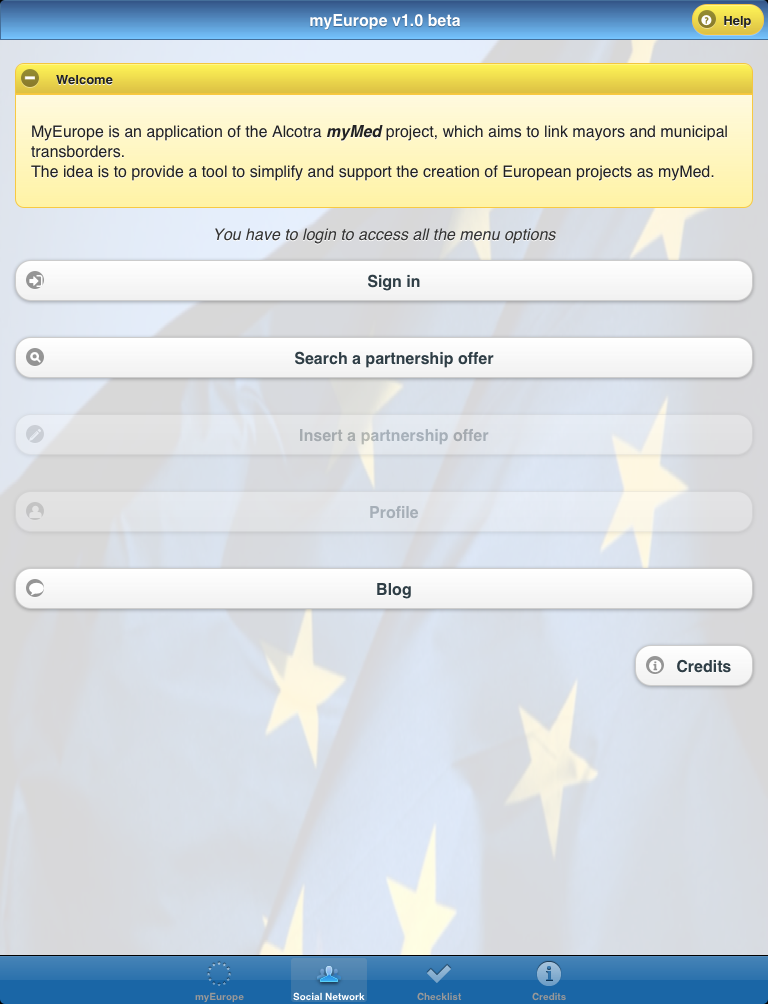 myEurope v1.0 beta
Help
Welcome
MyEurope is an application of the Alcotra myMed project, which aims to link mayors and municipal
transborders.
The idea is to provide a tool to simplify and support the creation of European projects as myMed.
You have to login to access all the menu options
Sign in
Search a partnership offer
Insert a partnership offer
Profile
Blog
Credits
myEurope
Social Network
Checklist
Credits